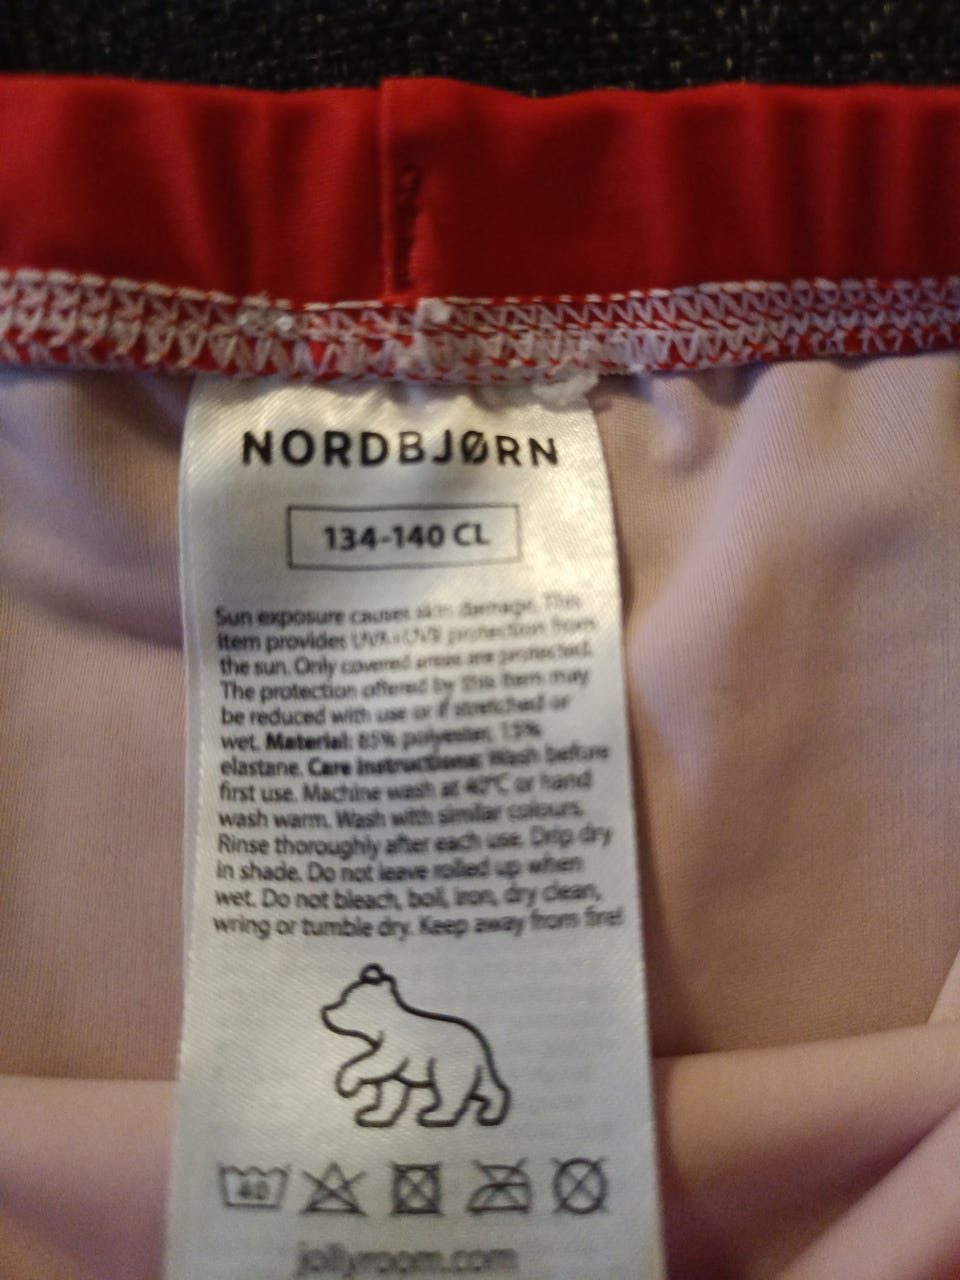 NORDBJØRN
134-140 CL
Sun exposure causes skin damage. This
item provides UVA+UVB protection from
the sun. Only covered areas are protected.
The protection offered by this item may
be reduced with use or if stretched or
wet. Material: 85% polyester, 15%
elastane. Care instructions: Wash before
first use. Machine wash at 40°C or hand
wash warm. Wash with similar colours.
Rinse thoroughly after each use. Drip dry
in shade. Do not leave rolled up when
wet. Do not bleach, boil, iron, dry clean,
wring or tumble dry. Keep away from fire!
40
jollyroom.com